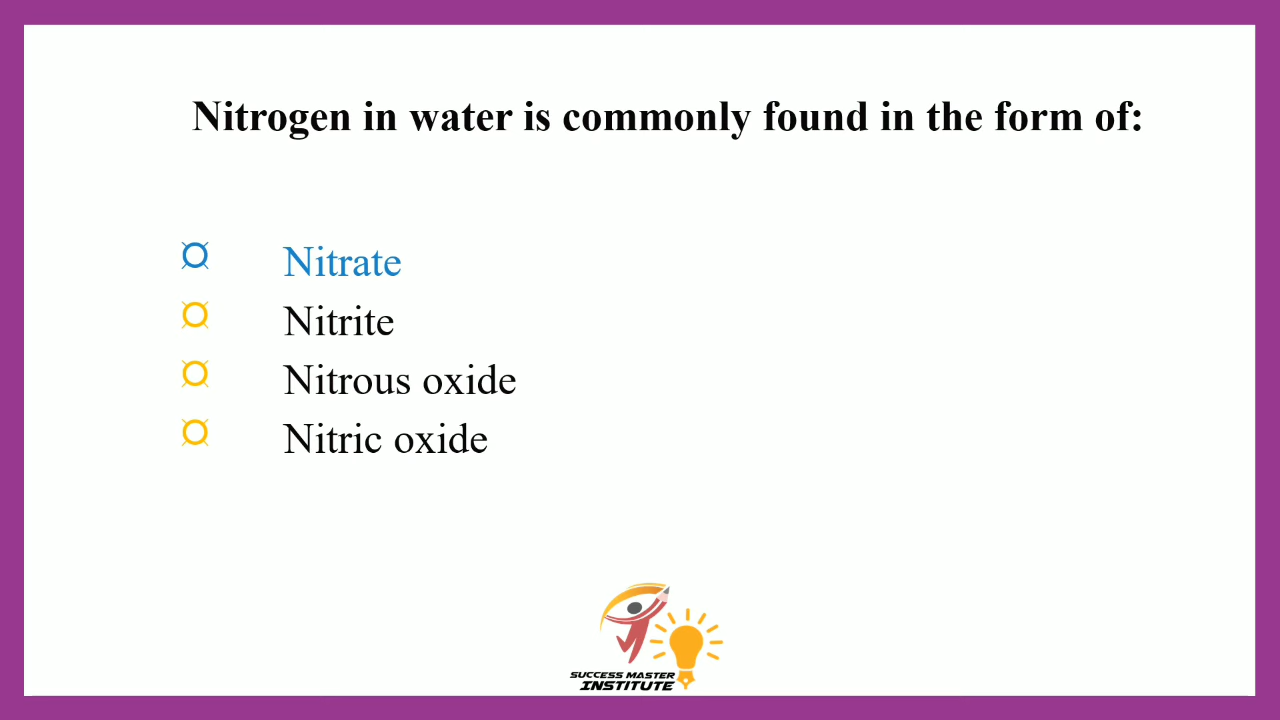 Nitrogen in water is commonly found in the form of:
¤ Nitrate
¤ Nitrite
¤ Nitrous oxide
¤ Nitric oxide
SUCCESS MASTER
INSTITUTE